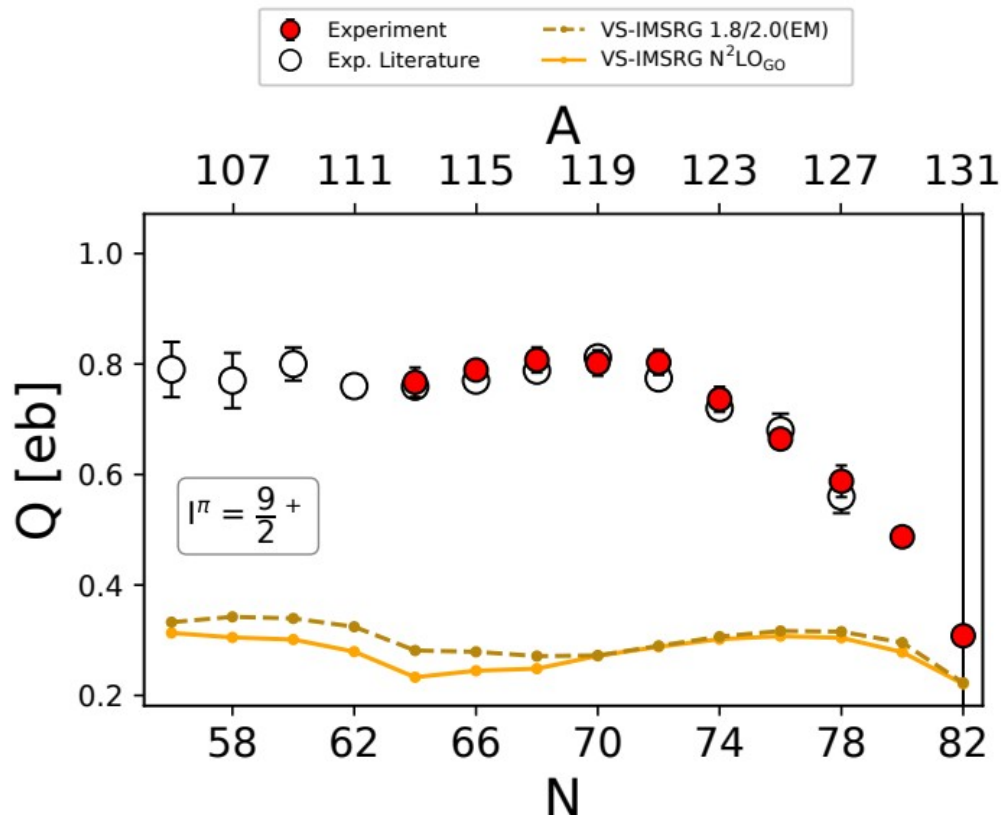 Experiment
Exp. Literature
VS-IMSRG 1.8/2.0(EM)
VS-IMSRG N²LO_GO
A
107 111 115 119 123 127 131
1.0
0.8
0.6
0.4
0.2
Q [eb]
I^π = 9/2 ⁺
58 62 66 70 74 78 82
N